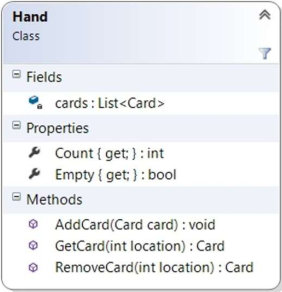 Hand
Class
Fields
cards : List<Card>
Properties
Count { get; } : int
Empty { get; } : bool
Methods
AddCard(Card card) : void
GetCard(int location) : Card
RemoveCard(int location) : Card